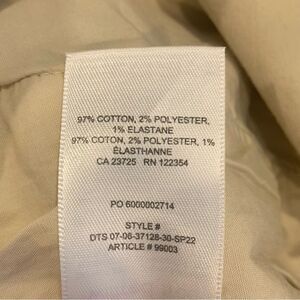 97% COTTON, 2% POLYESTER,
1% ELASTANE
97% COTON, 2% POLYESTER, 1%
ÉLASTHANNE
CA 23725 RN 122354
PO 6000002714
STYLE #
DTS 07-06-37128-30-SP22
ARTICLE # 99003